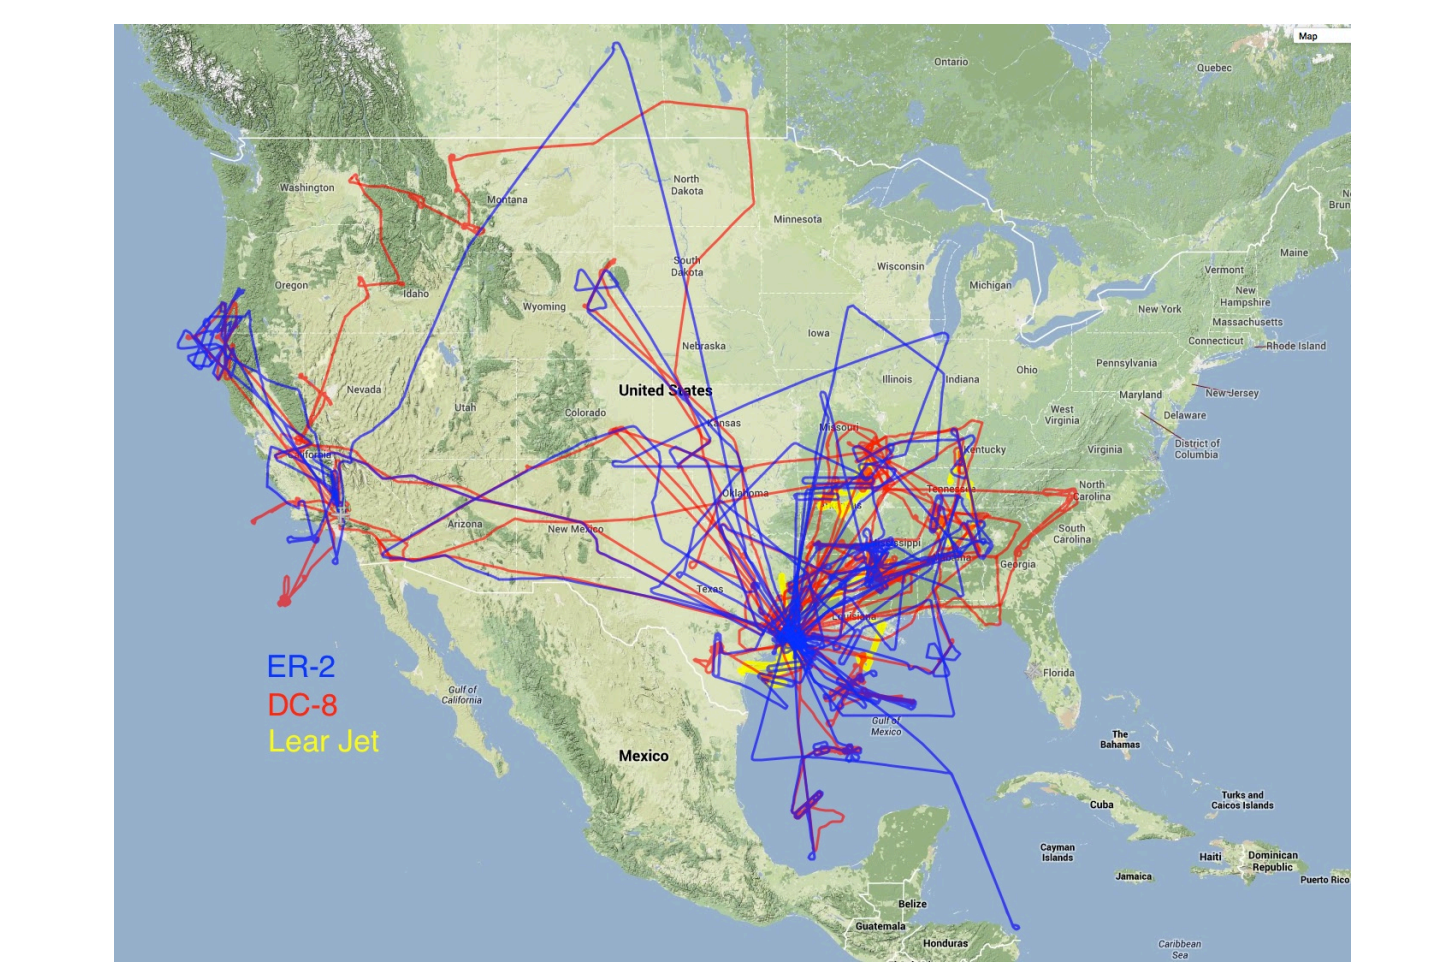 Map
Ontario
Quebec
Washington
Montana
North
Dakota
Minnesota
N
Brun
Maine
South
Dakota
Wisconsin
Michigan
Vermont
New
Hampshire
Oregon
Idaho
Wyoming
New York
Massachusetts
Iowa
Nebraska
Connecticut
Rhode Island
Pennsylvania
Ohio
Illinois
Indiana
Nevada
Utah
United States
Colorado
Maryland
New Jersey
Delaware
West
Virginia
Kansas
Missouri
Kentucky
Virginia
District of
Columbia
California
Oklahoma
Tennessee
North
Carolina
Arizona
New Mexico
South
Carolina
Georgia
Texas
Louisiana
ER-2
DC-8
Lear Jet
Gulf of
California
Florida
Gulf of
Mexico
Mexico
The
Bahamas
Cuba
Turks and
Caicos Islands
Cayman
Islands
Jamaica
Haiti
Dominican
Republic
Puerto Rico
Belize
Guatemala
Honduras
Caribbean
Sea